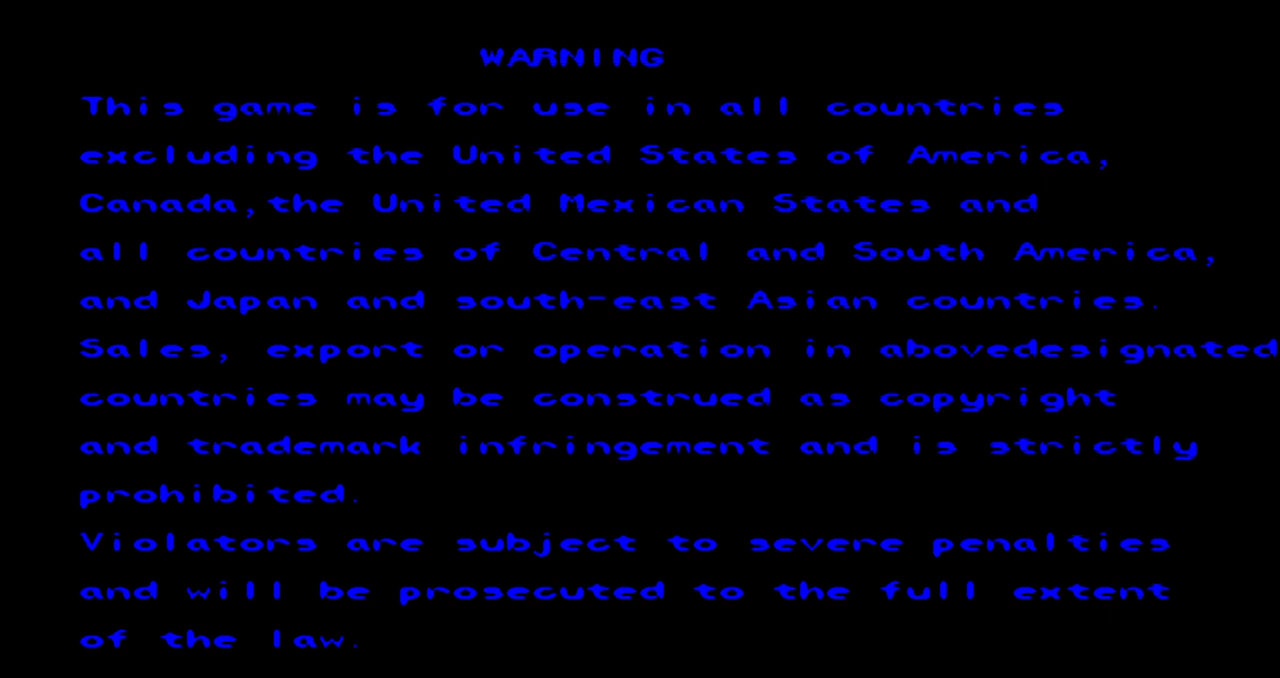 WARNING
This game is for use in all countries
excluding the United States of America,
Canada,the United Mexican States and
all countries of Central and South America,
and Japan and south-east Asian countries.
Sales, export or operation in abovedesignated
countries may be construed as copyright
and trademark infringement and is strictly
prohibited.
Violators are subject to severe penalties
and will be prosecuted to the full extent
of the law.